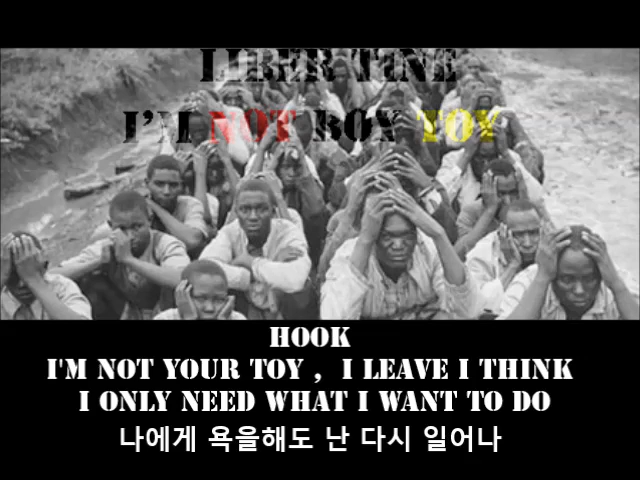 LIBERTINE
I'M NOT BOY TOY
HOOK
I'M NOT YOUR TOY , I LEAVE I THINK
I ONLY NEED WHAT I WANT TO DO
나에게 욕을해도 난 다시 일어나